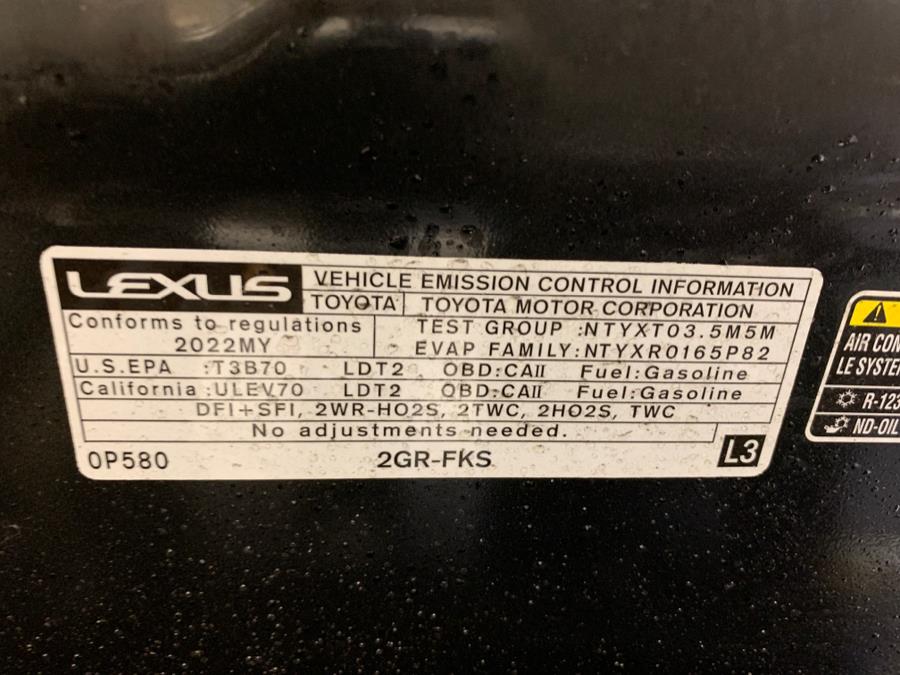 LEXUS VEHICLE EMISSION CONTROL INFORMATION
TOYOTA TOYOTA MOTOR CORPORATION
Conforms to regulations
2022MY
TEST GROUP :NTYXT03.5M5M
EVAP FAMILY:NTYXR0165P82
U.S.EPA :T3B70 LDT2 OBD:CAII Fuel:Gasoline
California :ULEV70 LDT2 OBD:CAII Fuel:Gasoline
DFI+SFI, 2WR-HO2S, 2TWC, 2HO2S, TWC
No adjustments needed.
0P580 2GR-FKS L3
AIR CON
LE SYSTEM
R-123
ND-OIL